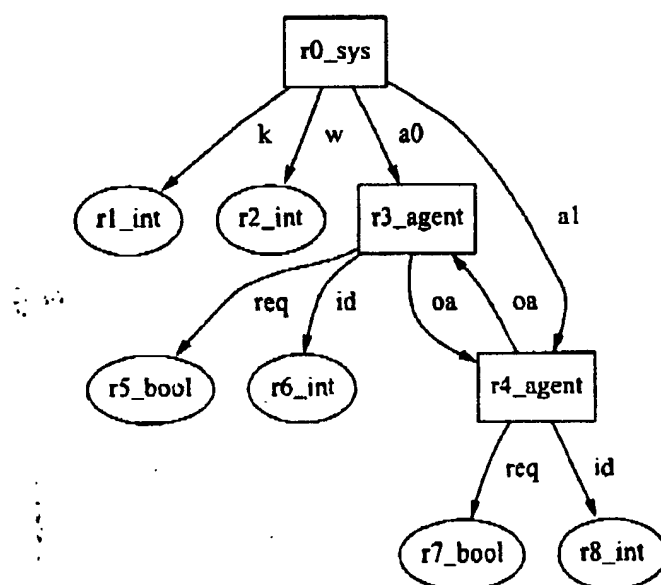 r0_sys
k w a0
r1_int r2_int r3_agent a1
req id oa oa
r5_bool r6_int r4_agent
req id
r7_bool r8_int